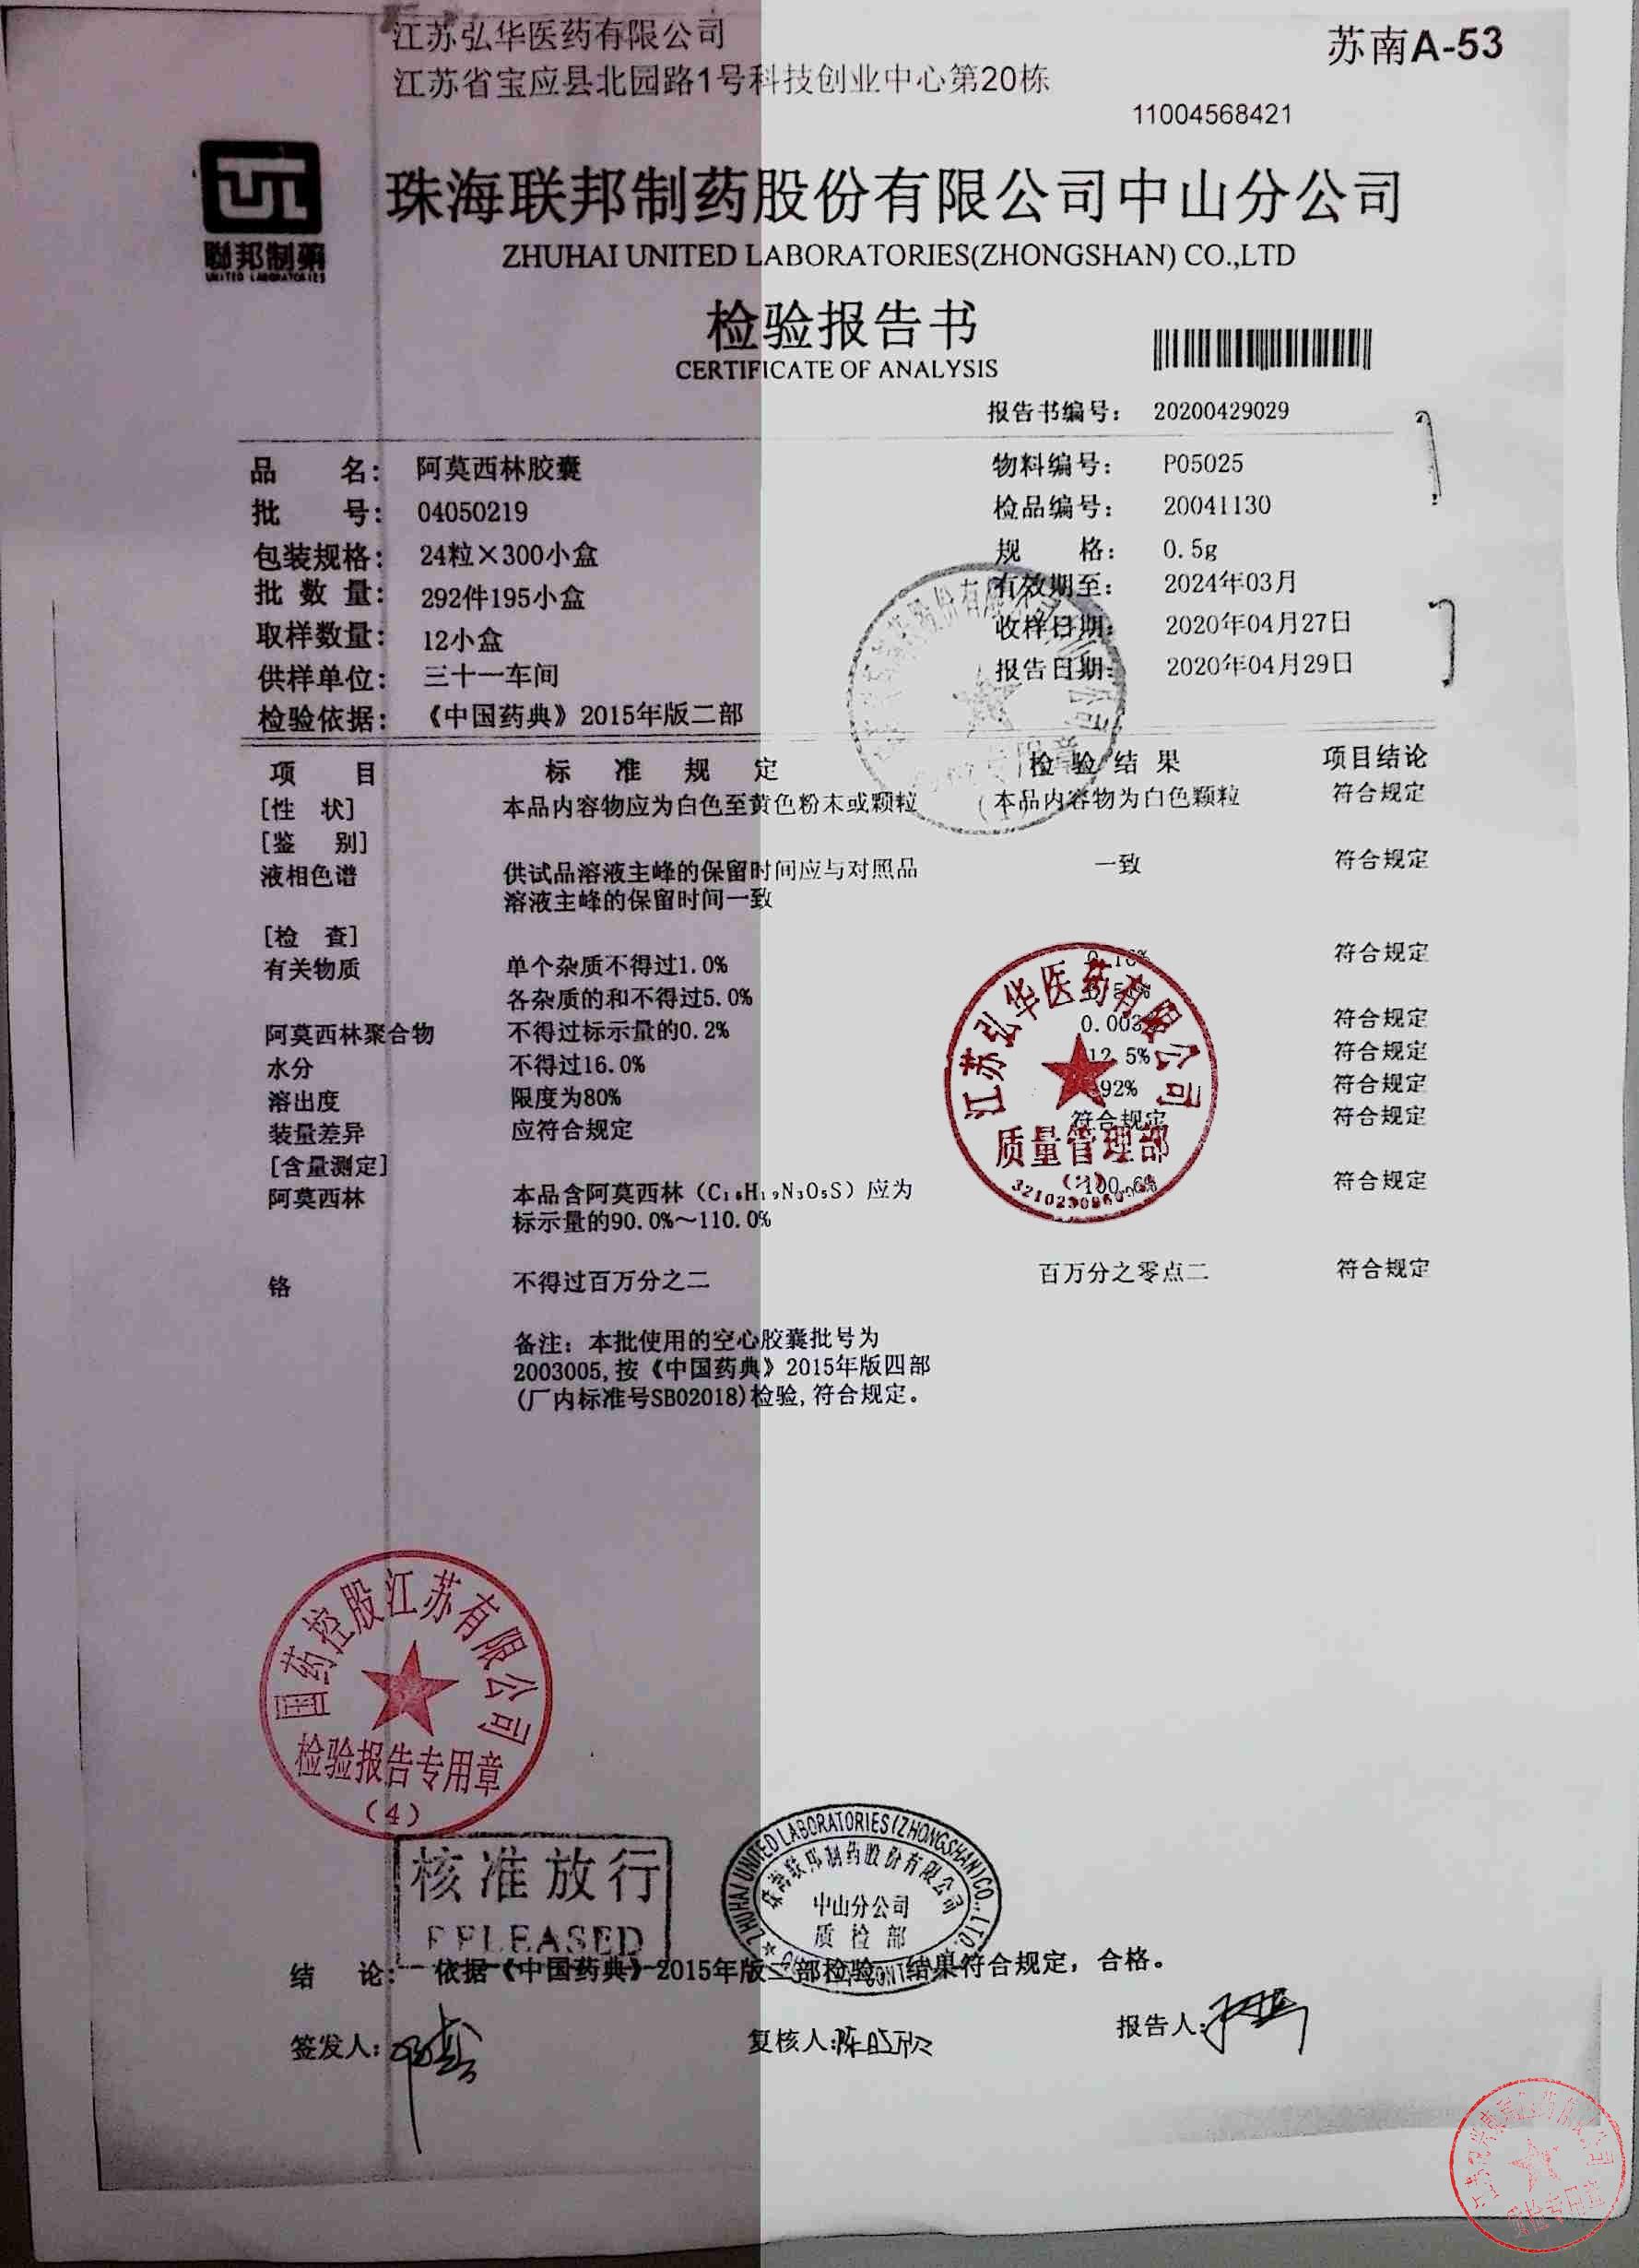 江苏弘华医药有限公司
苏南A-53
江苏省宝应县北园路1号科技创业中心第20栋
11004568421
聯邦制藥
UNITED LABORATORIES
珠海联邦制药股份有限公司中山分公司
ZHUHAI UNITED LABORATORIES(ZHONGSHAN) CO.,LTD
检验报告书
CERTIFICATE OF ANALYSIS
报告书编号： 20200429029
品 名： 阿莫西林胶囊 物料编号： P05025
批 号： 04050219 检品编号： 20041130
包装规格： 24粒×300小盒 规 格： 0.5g
批 数 量： 292件195小盒 有效期至： 2024年03月
取样数量： 12小盒 收样日期： 2020年04月27日
供样单位： 三十一车间 报告日期： 2020年04月29日
检验依据： 《中国药典》2015年版二部
项 目 标 准 规 定 检 验 结 果 项目结论
[性 状] 本品内容物应为白色至黄色粉末或颗粒 本品内容物为白色颗粒 符合规定
[鉴 别]
液相色谱 供试品溶液主峰的保留时间应与对照品 一致 符合规定
溶液主峰的保留时间一致
[检 查]
有关物质 单个杂质不得过1.0% 符合规定
各杂质的和不得过5.0%
阿莫西林聚合物 不得过标示量的0.2% 0.003% 符合规定
水分 不得过16.0% 12.5% 符合规定
溶出度 限度为80% 92% 符合规定
装量差异 应符合规定 符合规定 符合规定
[含量测定]
阿莫西林 本品含阿莫西林（C₁₆H₁₉N₃O₅S）应为 100.6% 符合规定
标示量的90.0%～110.0%
铬 不得过百万分之二 百万分之零点二 符合规定
备注：本批使用的空心胶囊批号为
2003005,按《中国药典》2015年版四部
(厂内标准号SB02018)检验,符合规定。
江苏弘华医药有限公司
质量管理部
国药控股江苏有限公司
检验报告专用章
（4）
核准放行
RELEASED
ZHUHAI UNITED LABORATORIES(ZHONGSHAN)CO.,LTD.
珠海联邦制药股份有限公司
中山分公司
质检部
结 论： 依据《中国药典》2015年版二部检验，结果符合规定，合格。
签发人： 复核人： 报告人：